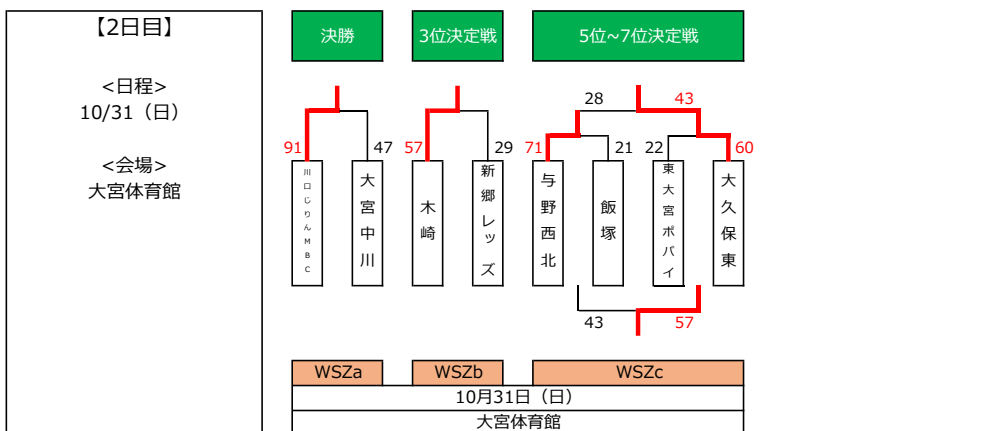 【2日目】
<日程>
10/31（日）
<会場>
大宮体育館
決勝
3位決定戦
5位~7位決定戦
28
43
91
47
57
29
71
21
22
60
川口じりんMBC
大宮中川
木崎
新郷レッズ
与野西北
飯塚
東大宮ポパイ
大久保東
43
57
WSZa
WSZb
WSZc
10月31日（日）
大宮体育館